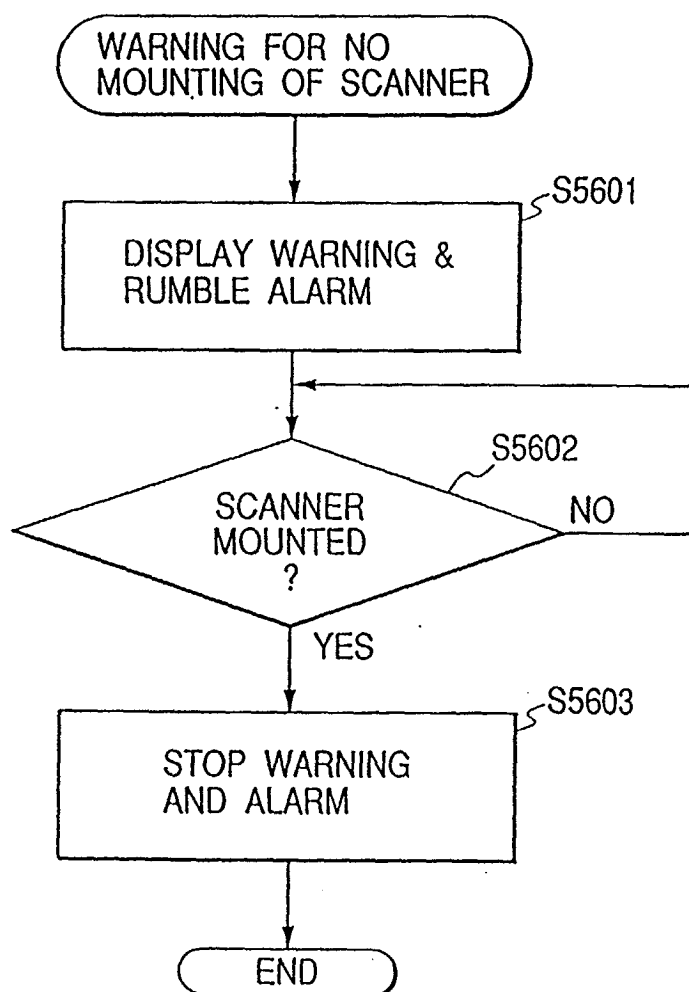 WARNING FOR NO
MOUNTING OF SCANNER
S5601
DISPLAY WARNING &
RUMBLE ALARM
S5602
SCANNER
MOUNTED
?
NO
YES
S5603
STOP WARNING
AND ALARM
END